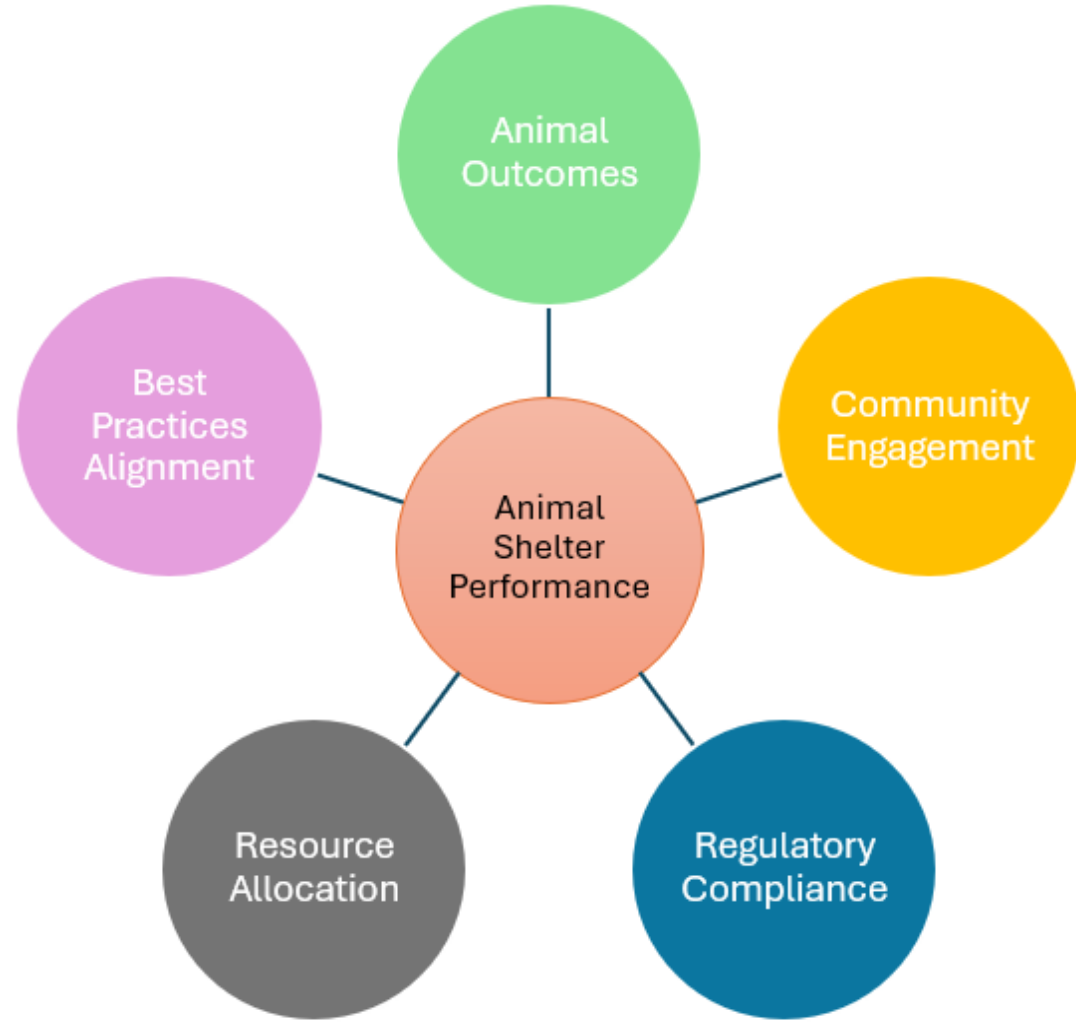 Animal
Outcomes
Best
Practices
Alignment
Community
Engagement
Animal
Shelter
Performance
Resource
Allocation
Regulatory
Compliance